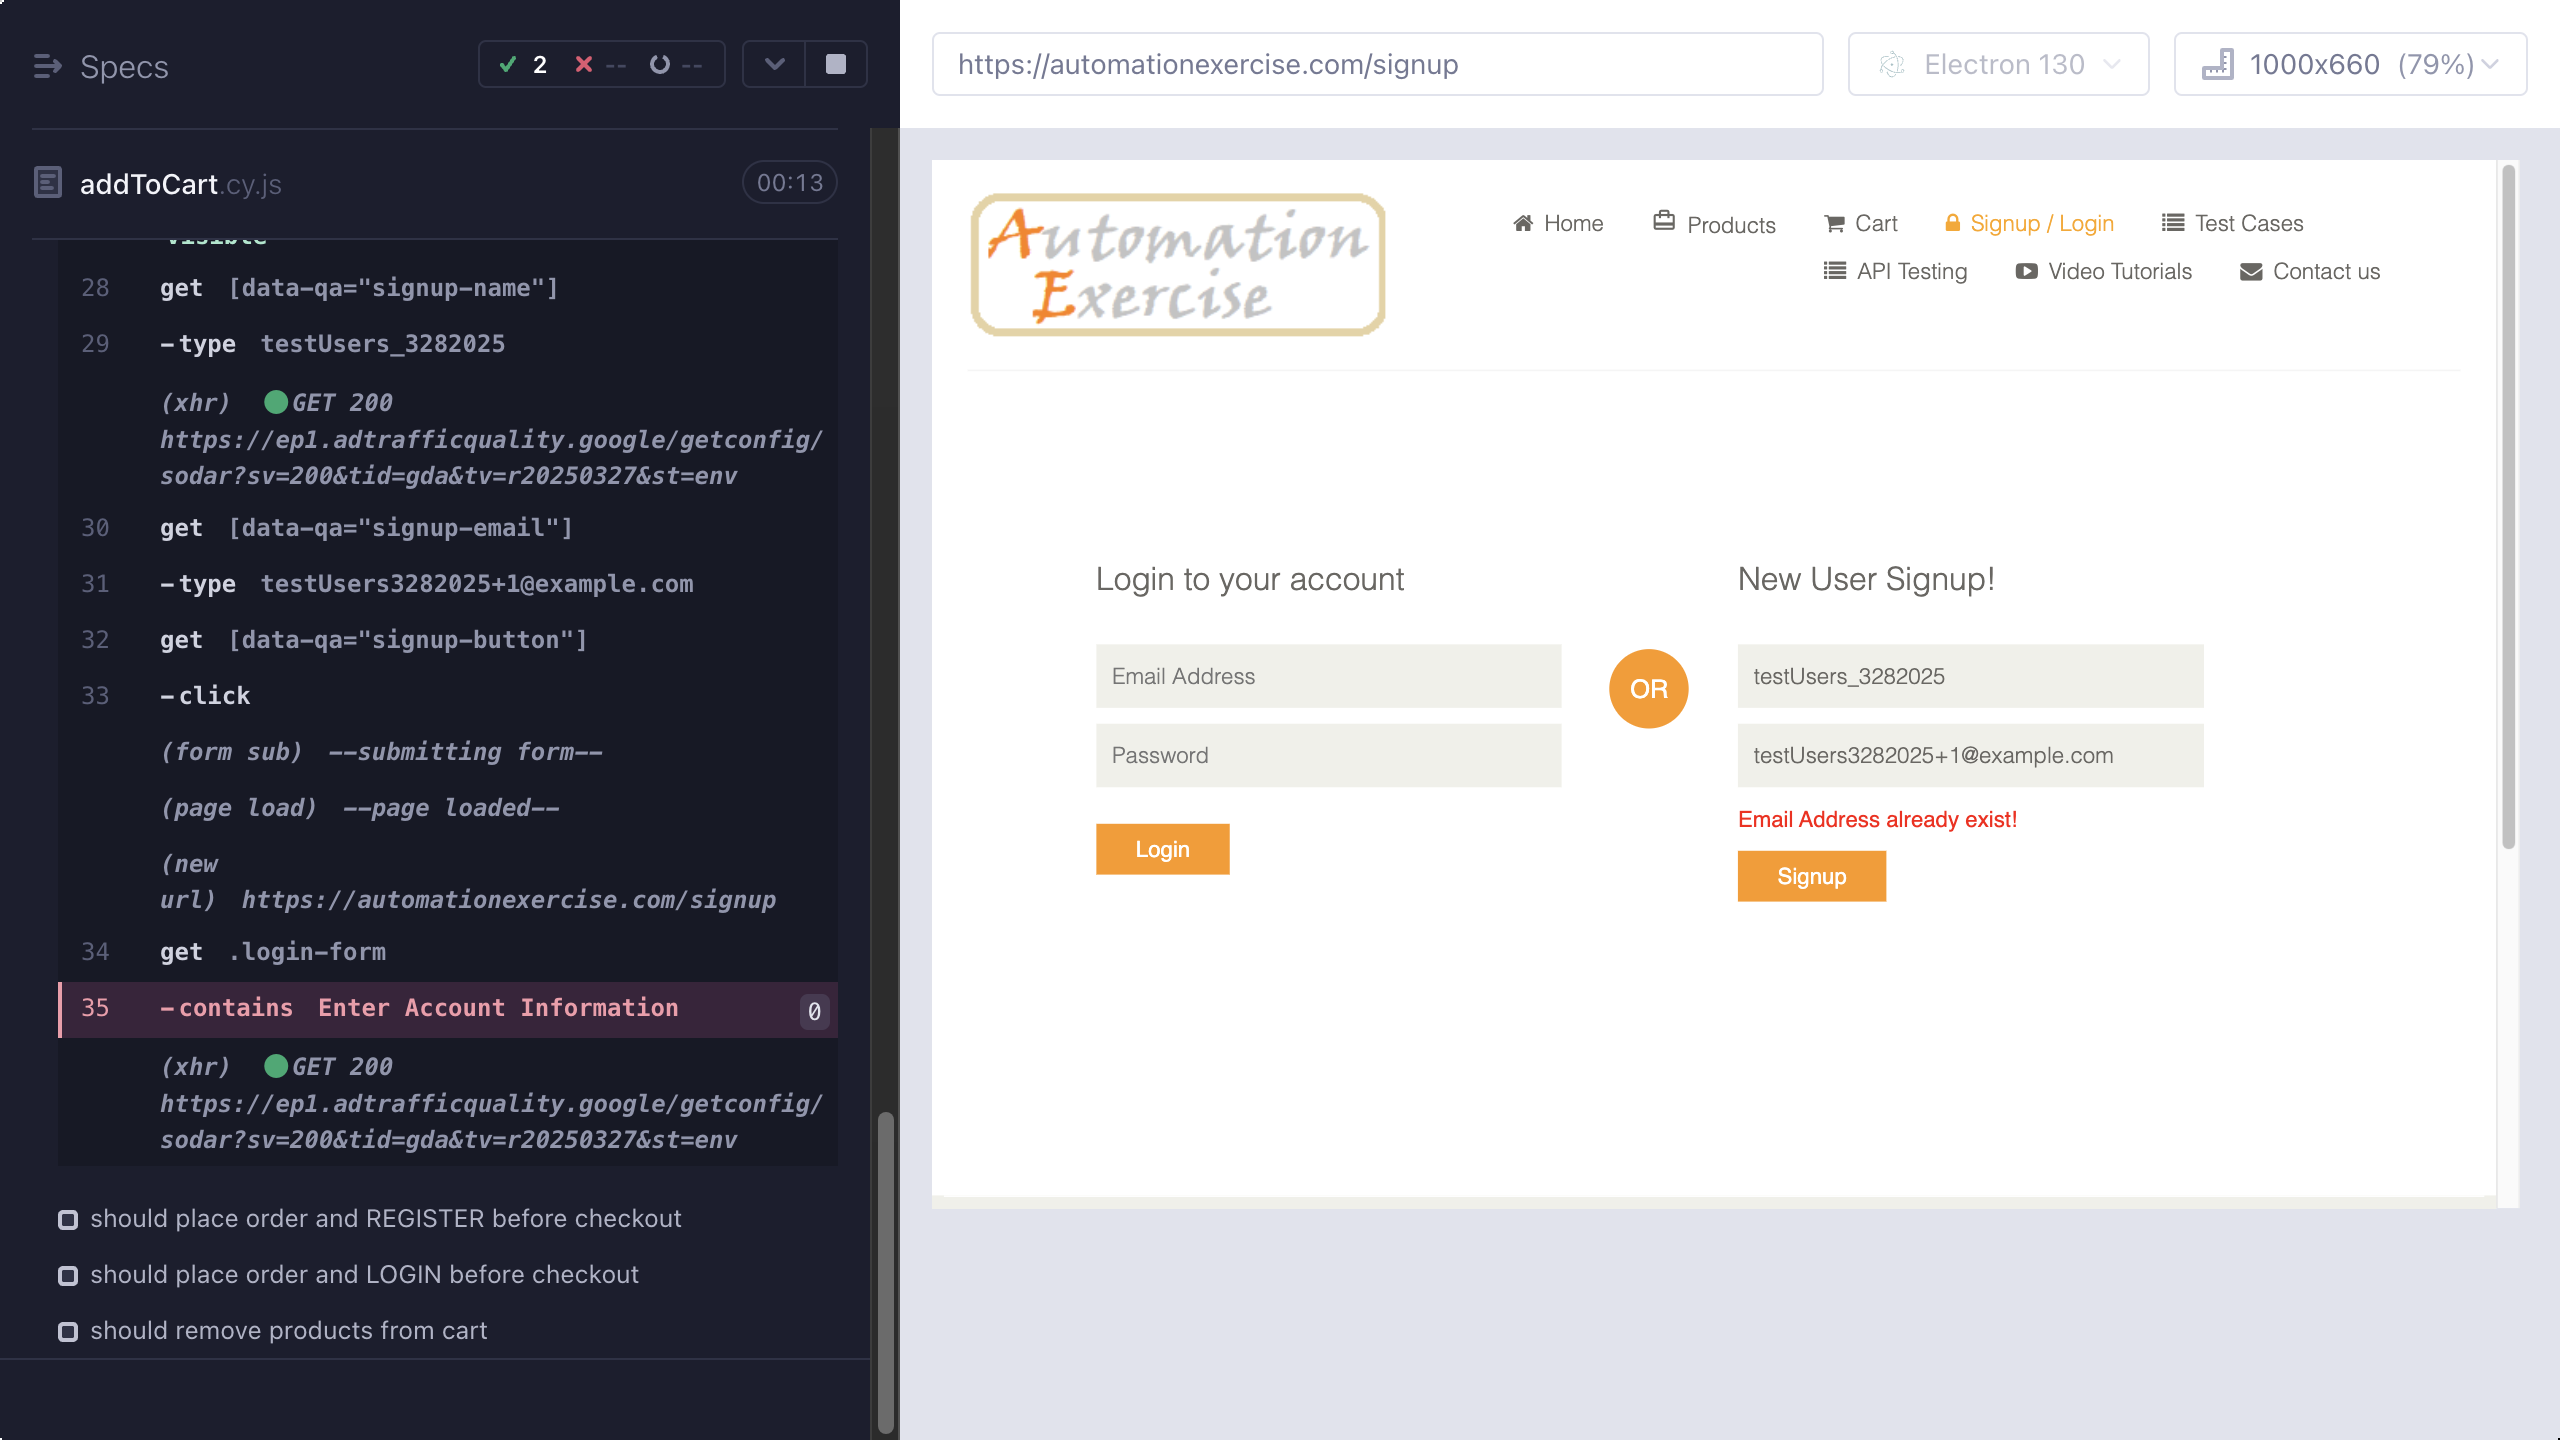 Specs
2 -- --
addToCart.cy.js 00:13
visible
28 get [data-qa="signup-name"]
29 -type testUsers_3282025
(xhr) GET 200
https://ep1.adtrafficquality.google/getconfig/
sodar?sv=200&tid=gda&tv=r20250327&st=env
30 get [data-qa="signup-email"]
31 -type testUsers3282025+1@example.com
32 get [data-qa="signup-button"]
33 -click
(form sub) --submitting form--
(page load) --page loaded--
(new
url) https://automationexercise.com/signup
34 get .login-form
35 -contains Enter Account Information 0
(xhr) GET 200
https://ep1.adtrafficquality.google/getconfig/
sodar?sv=200&tid=gda&tv=r20250327&st=env
should place order and REGISTER before checkout
should place order and LOGIN before checkout
should remove products from cart
https://automationexercise.com/signup
Electron 130
1000x660 (79%)
Automation
Exercise
Home Products Cart Signup / Login Test Cases
API Testing Video Tutorials Contact us
Login to your account
Email Address
Password
Login
OR
New User Signup!
testUsers_3282025
testUsers3282025+1@example.com
Email Address already exist!
Signup